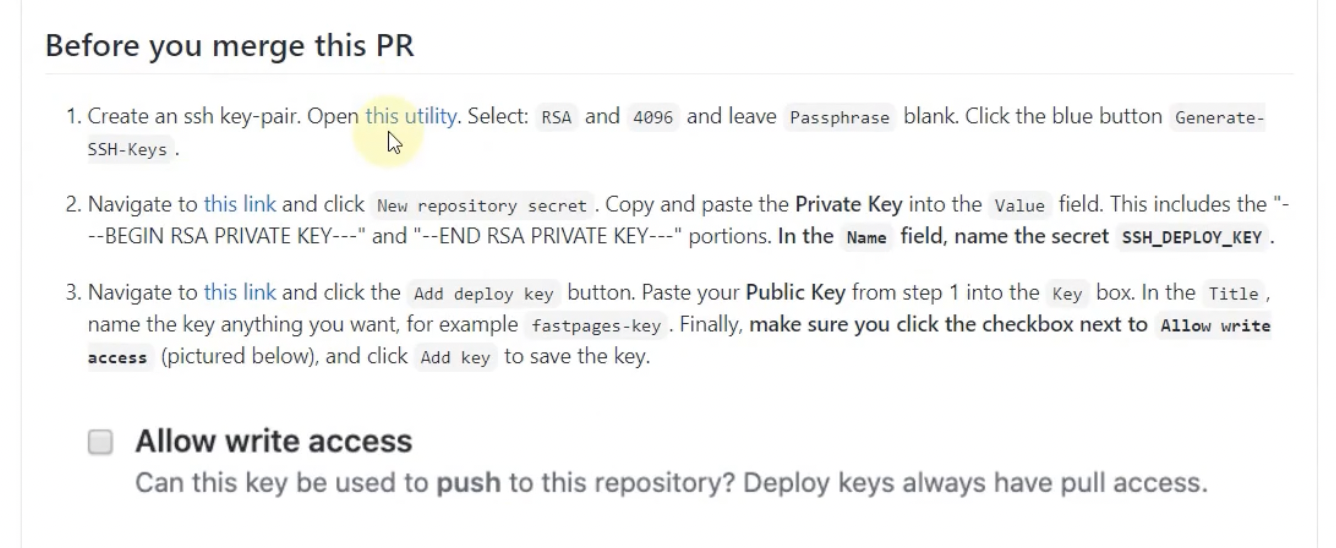 Before you merge this PR
1. Create an ssh key-pair. Open this utility. Select: RSA and 4096 and leave Passphrase blank. Click the blue button Generate-
SSH-Keys .
2. Navigate to this link and click New repository secret . Copy and paste the Private Key into the Value field. This includes the "-
--BEGIN RSA PRIVATE KEY---" and "--END RSA PRIVATE KEY---" portions. In the Name field, name the secret SSH_DEPLOY_KEY .
3. Navigate to this link and click the Add deploy key button. Paste your Public Key from step 1 into the Key box. In the Title ,
name the key anything you want, for example fastpages-key . Finally, make sure you click the checkbox next to Allow write
access (pictured below), and click Add key to save the key.
Allow write access
Can this key be used to push to this repository? Deploy keys always have pull access.